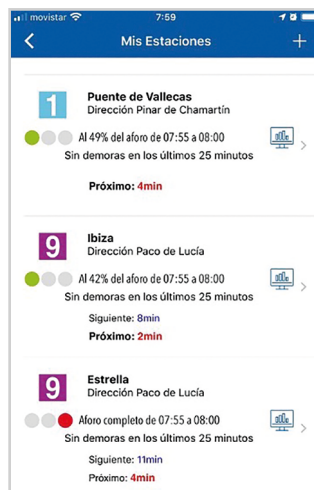 movistar 7:59
Mis Estaciones
1
Puente de Vallecas
Dirección Pinar de Chamartín
Al 49% del aforo de 07:55 a 08:00
Sin demoras en los últimos 25 minutos
Próximo: 4min
9
Ibiza
Dirección Paco de Lucía
Al 42% del aforo de 07:55 a 08:00
Sin demoras en los últimos 25 minutos
Siguiente: 8min
Próximo: 2min
9
Estrella
Dirección Paco de Lucía
Aforo completo de 07:55 a 08:00
Sin demoras en los últimos 25 minutos
Siguiente: 11min
Próximo: 4min